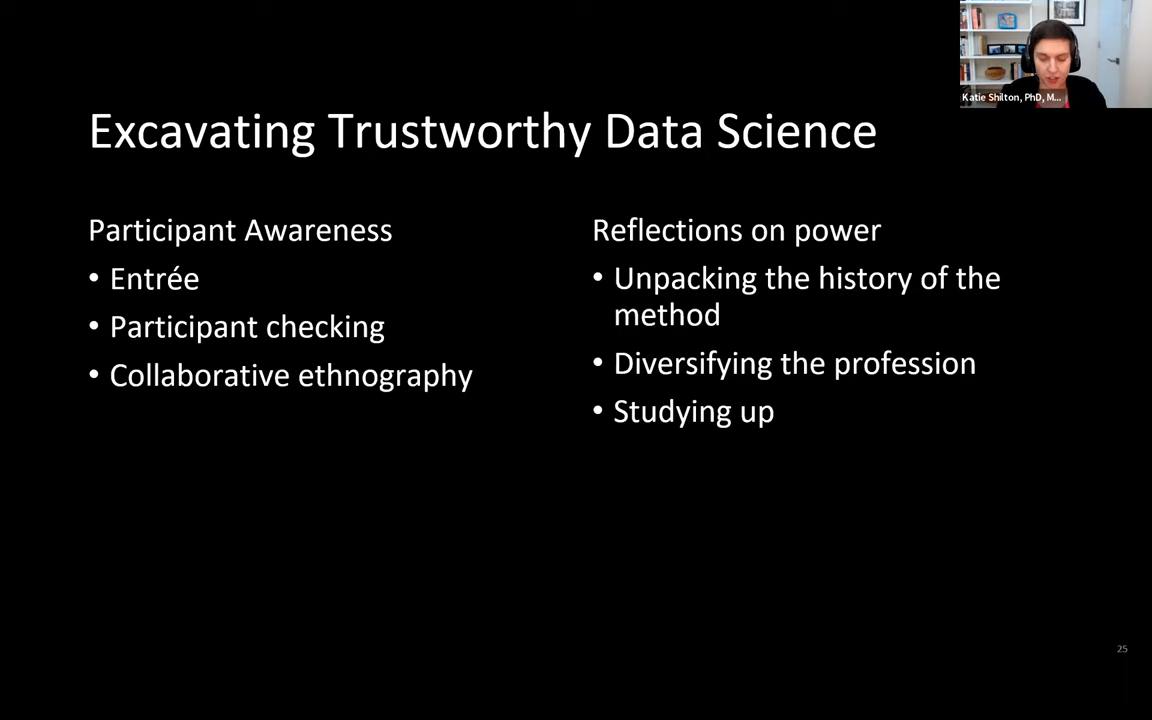 Katie Shilton, PhD, M...
Excavating Trustworthy Data Science
Participant Awareness
• Entrée
• Participant checking
• Collaborative ethnography
Reflections on power
• Unpacking the history of the
method
• Diversifying the profession
• Studying up
25